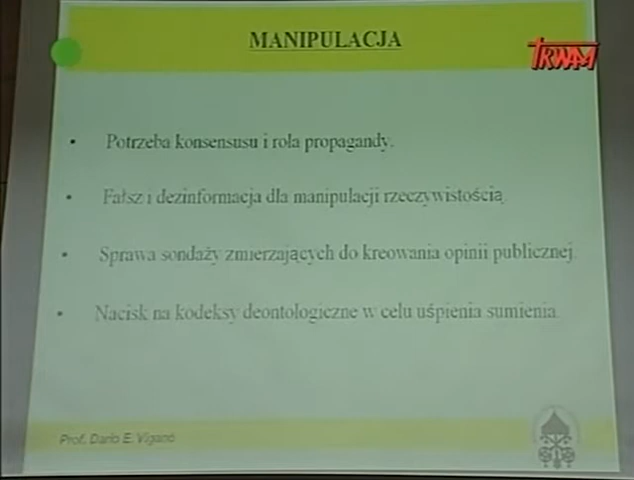 MANIPULACJA
TRWAM
• Potrzeba konsensusu i rola propagandy.
• Fałsz i dezinformacja dla manipulacji rzeczywistością.
• Sprawa sondaży zmierzających do kreowania opinii publicznej.
• Nacisk na kodeksy deontologiczne w celu uśpienia sumienia.
Prof. Dario E. Viganò